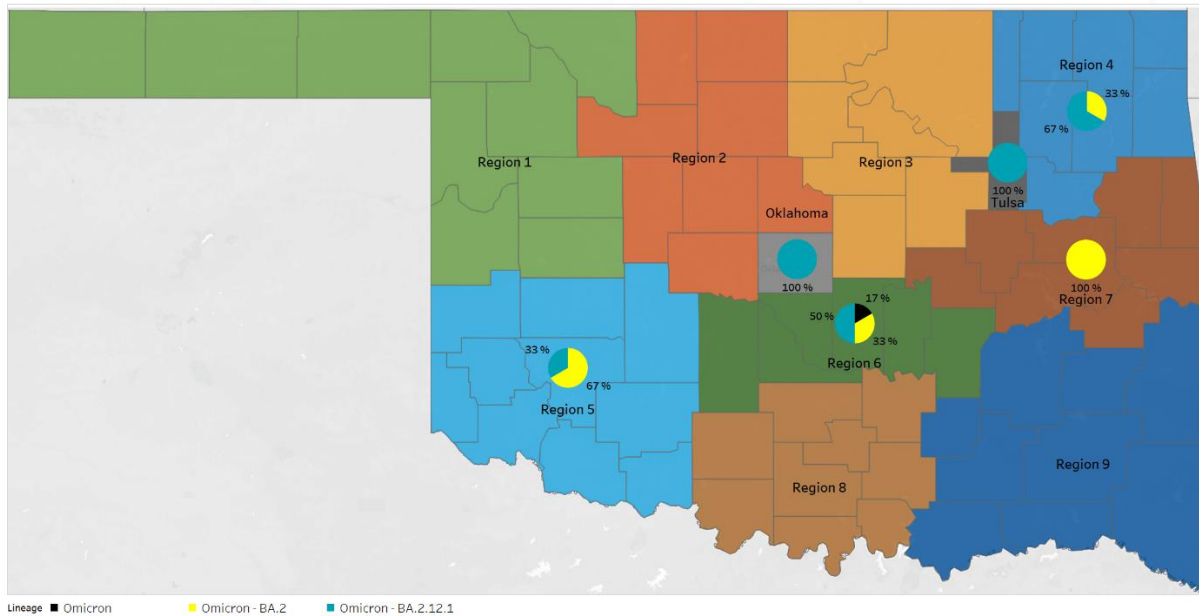 Region 4
33 %
67 %
Region 1
Region 2
Region 3
100 %
Tulsa
Oklahoma
100 %
100 %
Region 7
17 %
50 %
33 %
Region 6
33 %
67 %
Region 5
Region 9
Region 8
Lineage Omicron Omicron - BA.2 Omicron - BA.2.12.1